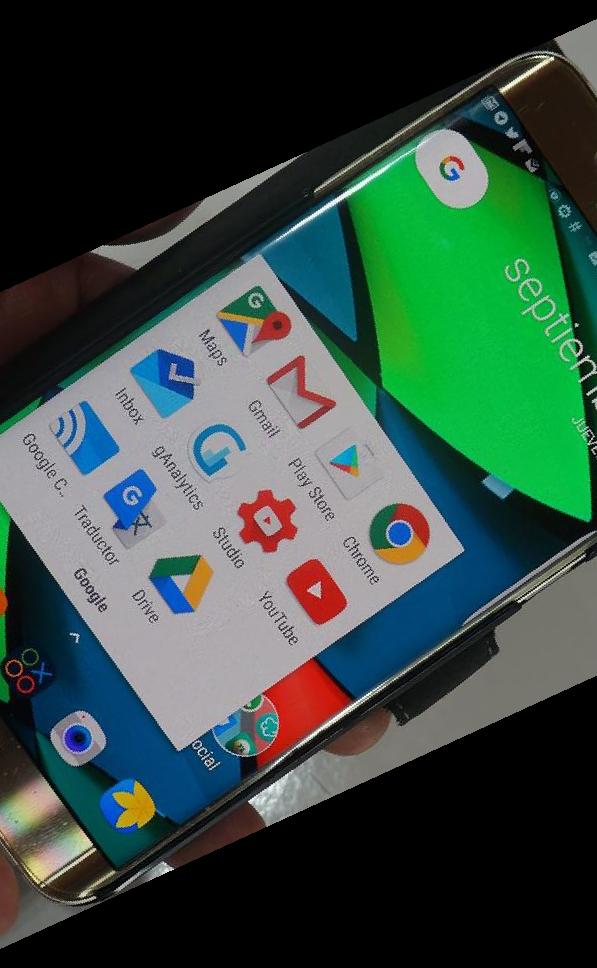 septiem
JUEVE
Maps Gmail Play Store Chrome
Inbox gAnalytics Studio YouTube
Google C... Traductor Drive
Google
ocial